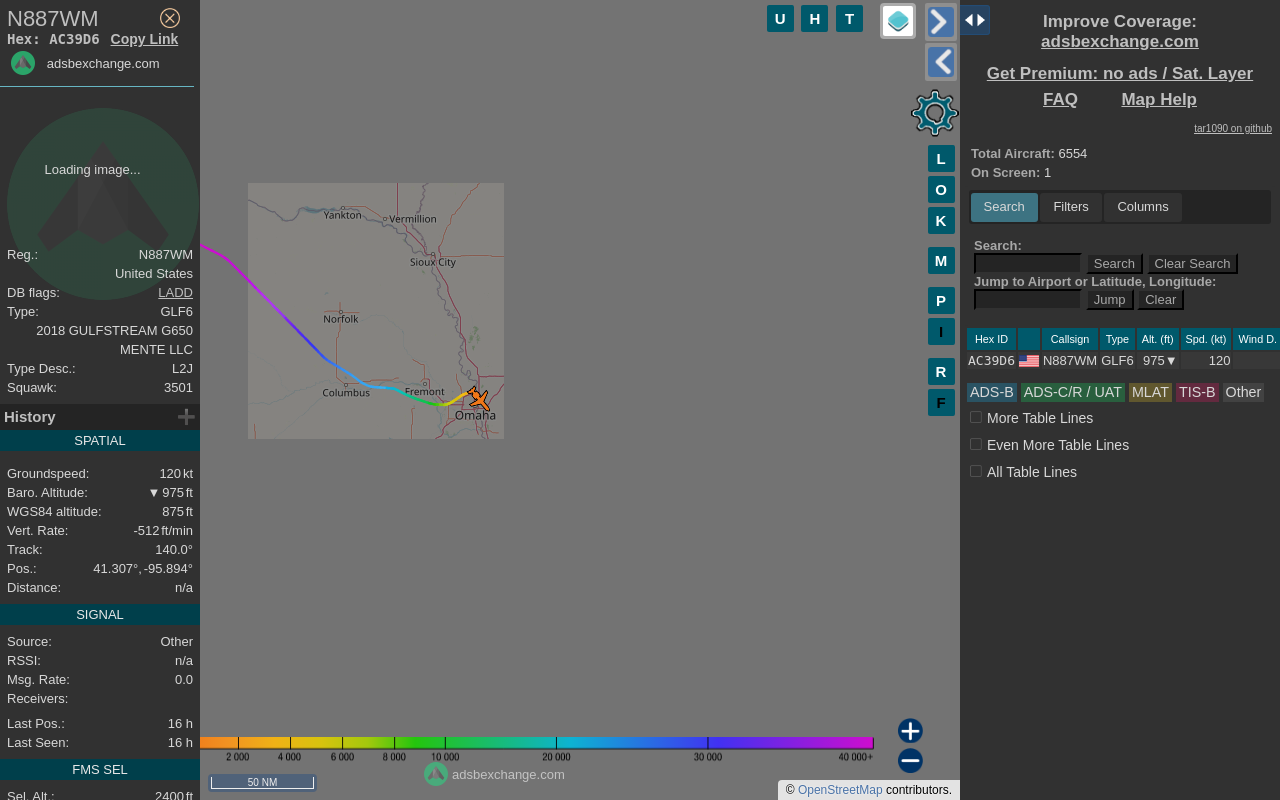 N887WM
Hex: AC39D6 Copy Link
adsbexchange.com
Loading image...
Reg.: N887WM
United States
DB flags: LADD
Type: GLF6
2018 GULFSTREAM G650
MENTE LLC
Type Desc.: L2J
Squawk: 3501
History
SPATIAL
Groundspeed: 120 kt
Baro. Altitude: ▼ 975 ft
WGS84 altitude: 875 ft
Vert. Rate: -512 ft/min
Track: 140.0°
Pos.: 41.307°, -95.894°
Distance: n/a
SIGNAL
Source: Other
RSSI: n/a
Msg. Rate: 0.0
Receivers:
Last Pos.: 16 h
Last Seen: 16 h
FMS SEL
Sel. Alt.: 2400 ft
U H T
L
O
K
M
P
I
R
F
Yankton
Vermillion
Sioux City
Norfolk
Columbus
Fremont
Omaha
2 000 4 000 6 000 8 000 10 000 20 000 30 000 40 000+
adsbexchange.com
50 NM
© OpenStreetMap contributors.
Improve Coverage:
adsbexchange.com
Get Premium: no ads / Sat. Layer
FAQ Map Help
tar1090 on github
Total Aircraft: 6554
On Screen: 1
Search Filters Columns
Search:
Search Clear Search
Jump to Airport or Latitude, Longitude:
Jump Clear
Hex ID Callsign Type Alt. (ft) Spd. (kt) Wind D.
AC39D6 N887WM GLF6 975▼ 120
ADS-B ADS-C/R / UAT MLAT TIS-B Other
More Table Lines
Even More Table Lines
All Table Lines